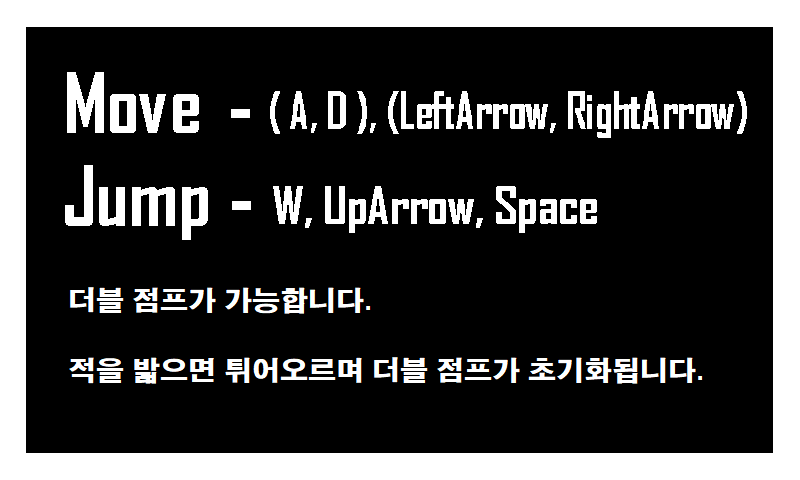 Move - ( A, D ), (LeftArrow, RightArrow)
Jump - W, UpArrow, Space
더블 점프가 가능합니다.
적을 밟으면 튀어오르며 더블 점프가 초기화됩니다.